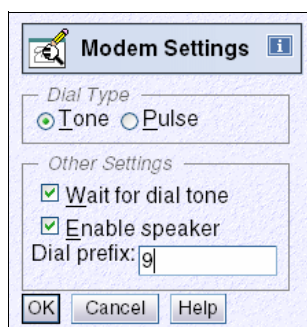 Modem Settings i
Dial Type
Tone Pulse
Other Settings
Wait for dial tone
Enable speaker
Dial prefix: 9
OK Cancel Help